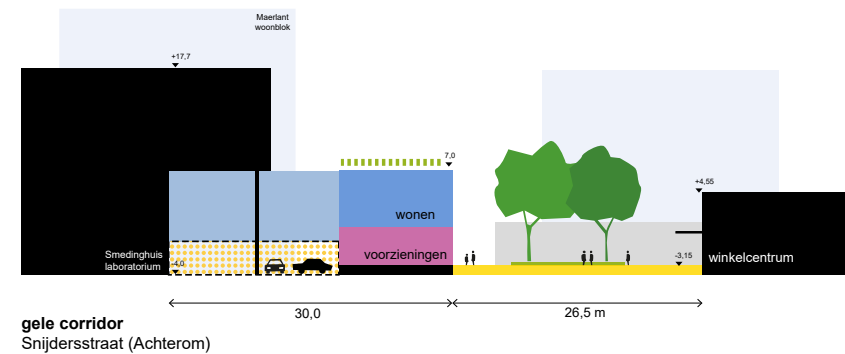 Maerlant
woonblok
+17,7
7,0
+4,55
wonen
Smedinghuis
laboratorium
-4,0
voorzieningen
-3,15
winkelcentrum
30,0
26,5 m
gele corridor
Snijdersstraat (Achterom)